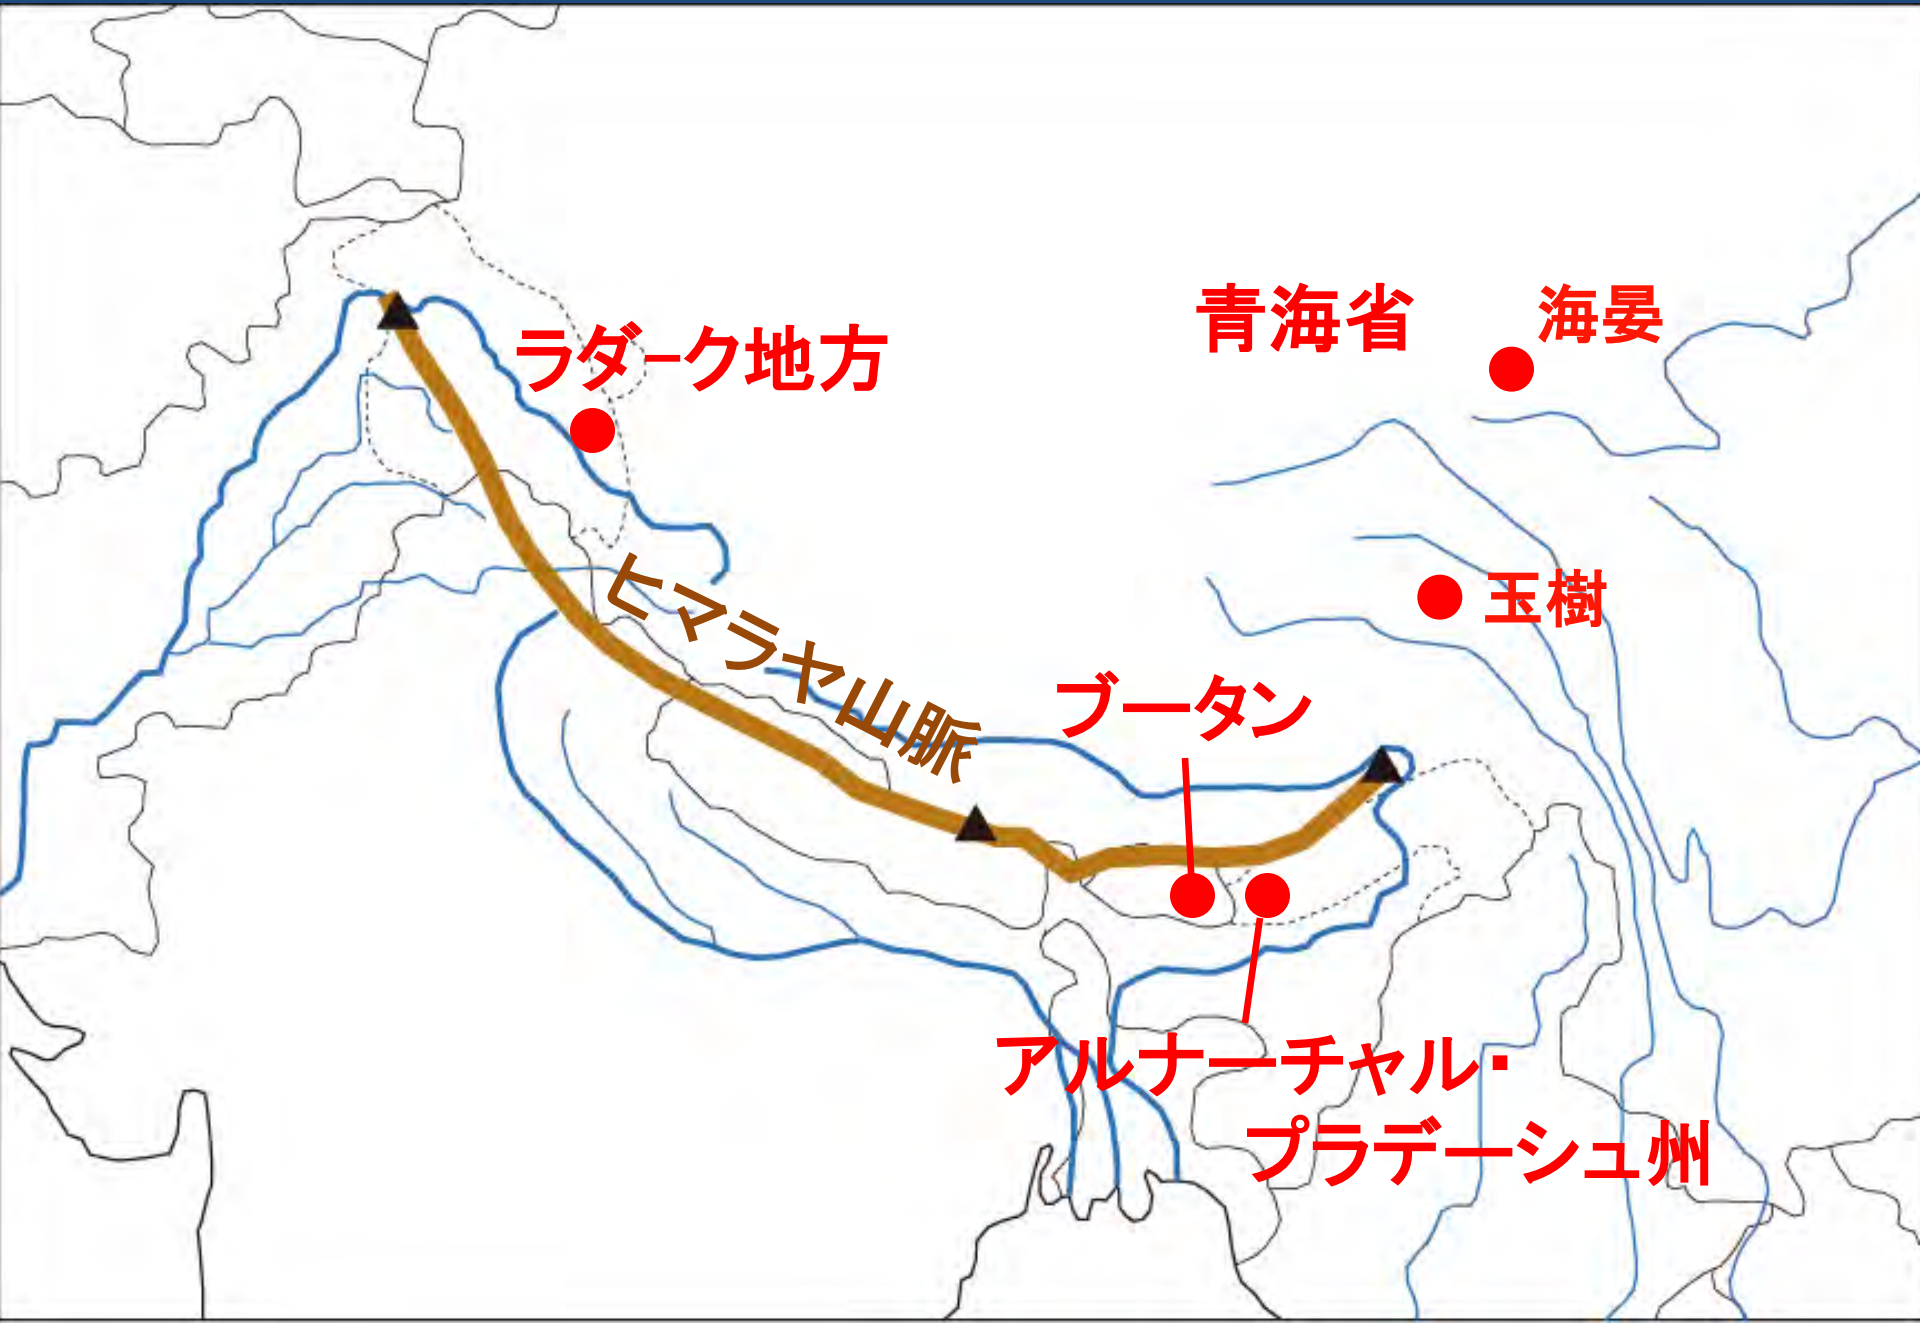 青海省
海晏
ラダーク地方
玉樹
ヒマラヤ山脈
ブータン
アルナーチャル・
プラデーシュ州